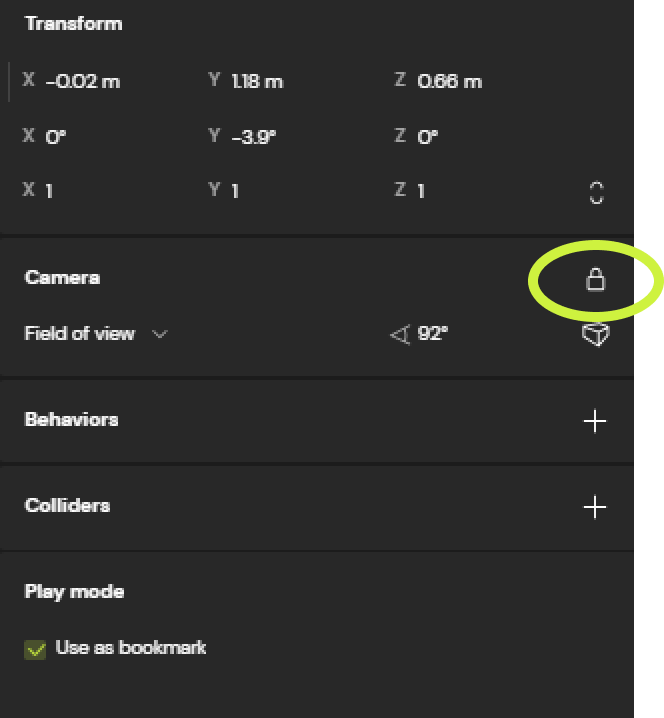 Transform
X -0.02 m Y 1.18 m Z 0.66 m
X 0° Y -3.9° Z 0°
X 1 Y 1 Z 1
Camera
Field of view 92°
Behaviors
Colliders
Play mode
Use as bookmark